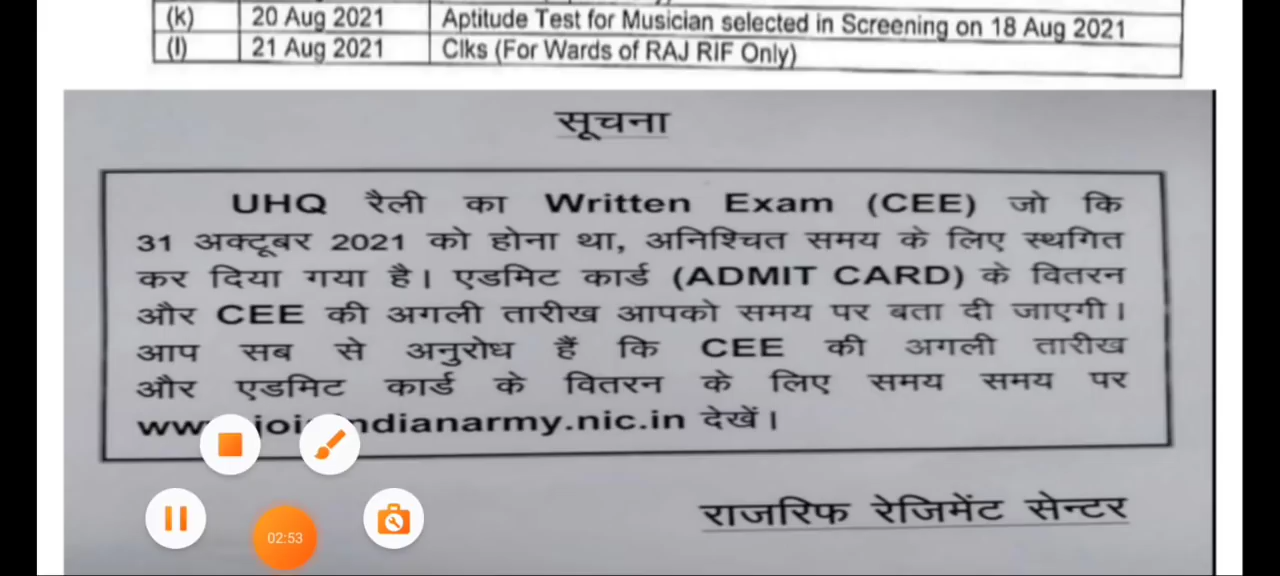 (k) 20 Aug 2021 Aptitude Test for Musician selected in Screening on 18 Aug 2021
(l) 21 Aug 2021 Clks (For Wards of RAJ RIF Only)
सूचना
UHQ रैली का Written Exam (CEE) जो कि
31 अक्टूबर 2021 को होना था, अनिश्चित समय के लिए स्थगित
कर दिया गया है। एडमिट कार्ड (ADMIT CARD) के वितरन
और CEE की अगली तारीख आपको समय पर बता दी जाएगी।
आप सब से अनुरोध हैं कि CEE की अगली तारीख
और एडमिट कार्ड के वितरन के लिए समय समय पर
देखें।
02:53
राजरिफ रेजिमेंट सेन्टर